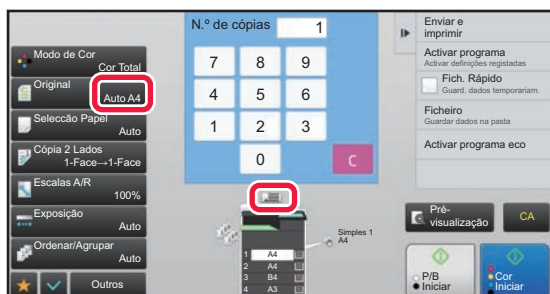 N.º de cópias 1
Modo de Cor
Cor Total
Original
Auto A4
Selecção Papel
Auto
Cópia 2 Lados
1-Face→1-Face
Escalas A/R
100%
Exposição
Auto
Ordenar/Agrupar
Auto
Outros
7 8 9
4 5 6
1 2 3
0 C
Simples 1
A4
1 A4
2 A4
3 B4
4 A3
Enviar e
imprimir
Activar programa
Activar definições registadas
Fich. Rápido
Guard. dados temporariam.
Ficheiro
Guardar dados na pasta
Activar programa eco
Pré-
visualização
CA
P/B
Iniciar
Cor
Iniciar